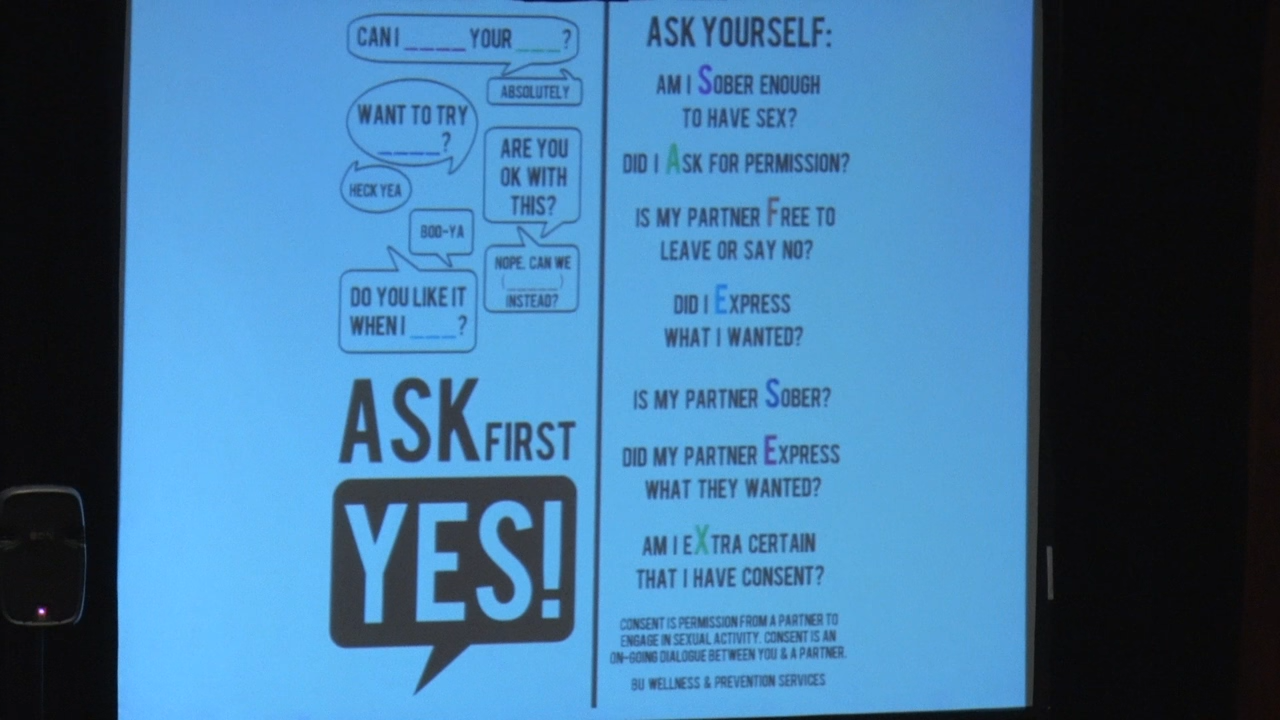 CAN I ____ YOUR ___?
ABSOLUTELY
WANT TO TRY
____?
HECK YEA
ARE YOU
OK WITH
THIS?
BOO-YA
NOPE. CAN WE
(_____)
INSTEAD?
DO YOU LIKE IT
WHEN I ___?
ASK FIRST
YES!
ASK YOURSELF:
AM I SOBER ENOUGH
TO HAVE SEX?
DID I ASK FOR PERMISSION?
IS MY PARTNER FREE TO
LEAVE OR SAY NO?
DID I EXPRESS
WHAT I WANTED?
IS MY PARTNER SOBER?
DID MY PARTNER EXPRESS
WHAT THEY WANTED?
AM I EXTRA CERTAIN
THAT I HAVE CONSENT?
CONSENT IS PERMISSION FROM A PARTNER TO
ENGAGE IN SEXUAL ACTIVITY. CONSENT IS AN
ON-GOING DIALOGUE BETWEEN YOU & A PARTNER.
BU WELLNESS & PREVENTION SERVICES